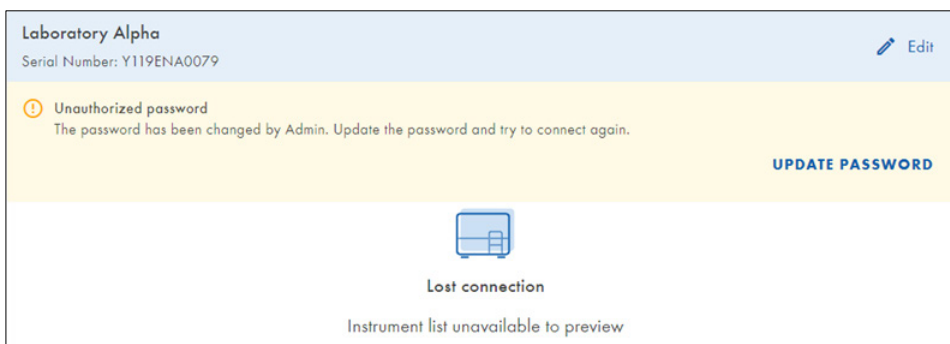 Laboratory Alpha
Serial Number: Y119ENA0079
Edit
Unauthorized password
The password has been changed by Admin. Update the password and try to connect again.
UPDATE PASSWORD
Lost connection
Instrument list unavailable to preview